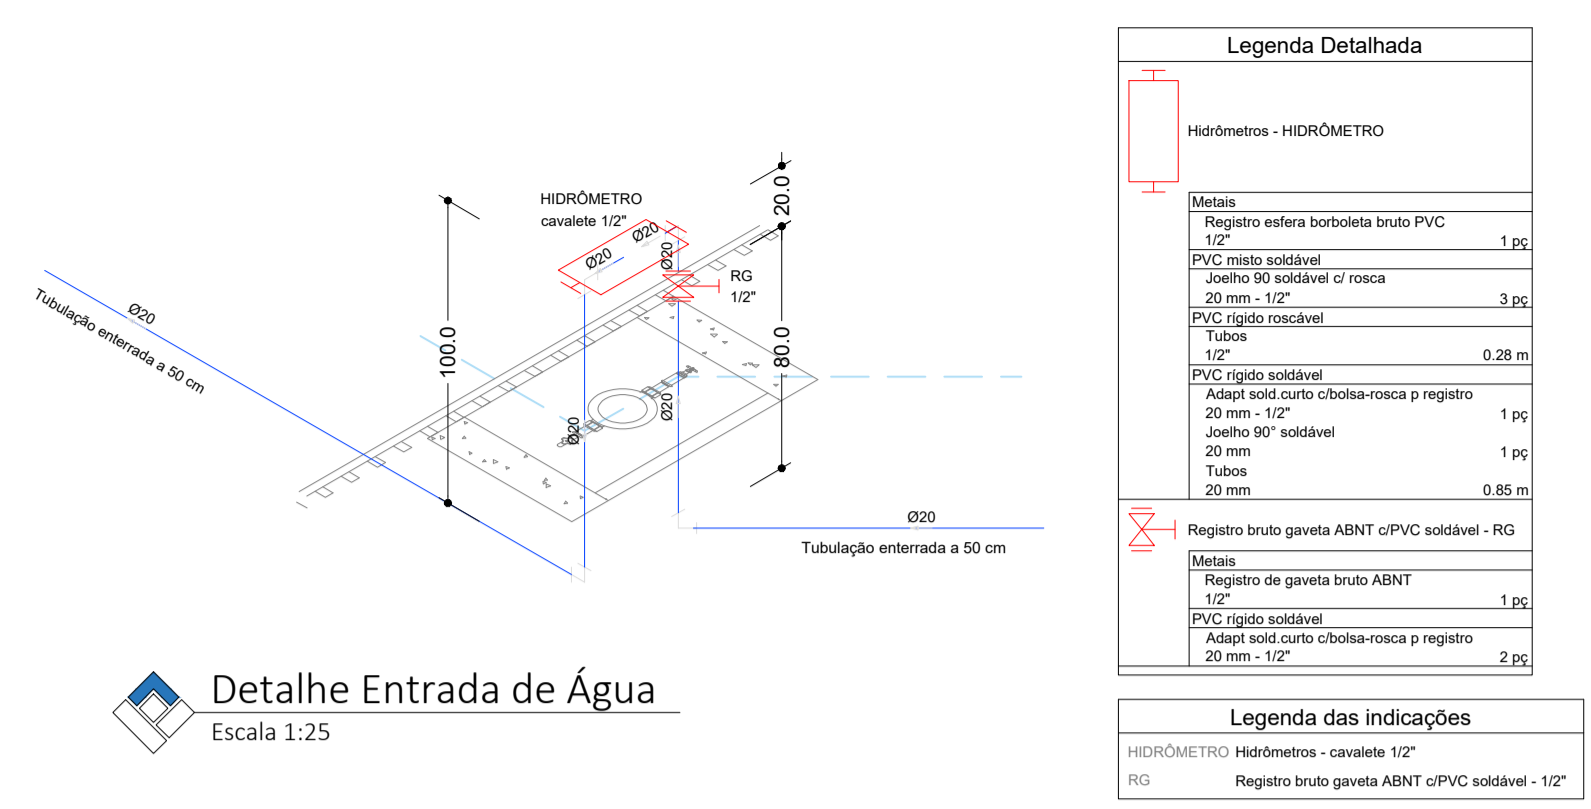 HIDRÔMETRO
cavalete 1/2"
Ø20
Ø20
Ø20
RG
1/2"
20.0
100.0
80.0
Ø20
Tubulação enterrada a 50 cm
Ø20
Ø20
Ø20
Tubulação enterrada a 50 cm
Detalhe Entrada de Água
Escala 1:25
Legenda Detalhada
Hidrômetros - HIDRÔMETRO
Metais
Registro esfera borboleta bruto PVC
1/2" 1 pç
PVC misto soldável
Joelho 90 soldável c/ rosca
20 mm - 1/2" 3 pç
PVC rígido roscável
Tubos
1/2" 0.28 m
PVC rígido soldável
Adapt sold.curto c/bolsa-rosca p registro
20 mm - 1/2" 1 pç
Joelho 90° soldável
20 mm 1 pç
Tubos
20 mm 0.85 m
Registro bruto gaveta ABNT c/PVC soldável - RG
Metais
Registro de gaveta bruto ABNT
1/2" 1 pç
PVC rígido soldável
Adapt sold.curto c/bolsa-rosca p registro
20 mm - 1/2" 2 pç
Legenda das indicações
HIDRÔMETRO Hidrômetros - cavalete 1/2"
RG Registro bruto gaveta ABNT c/PVC soldável - 1/2"